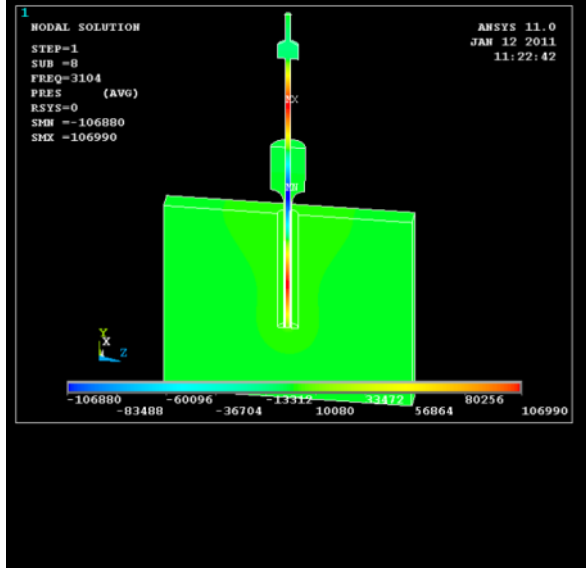 1
NODAL SOLUTION
STEP=1
SUB =8
FREQ=3104
PRES (AVG)
RSYS=0
SMN =-106880
SMX =106990
ANSYS 11.0
JAN 12 2011
11:22:42
MX
MN
Y
X
Z
-106880 -60096 -13312 33472 80256
-83488 -36704 10080 56864 106990